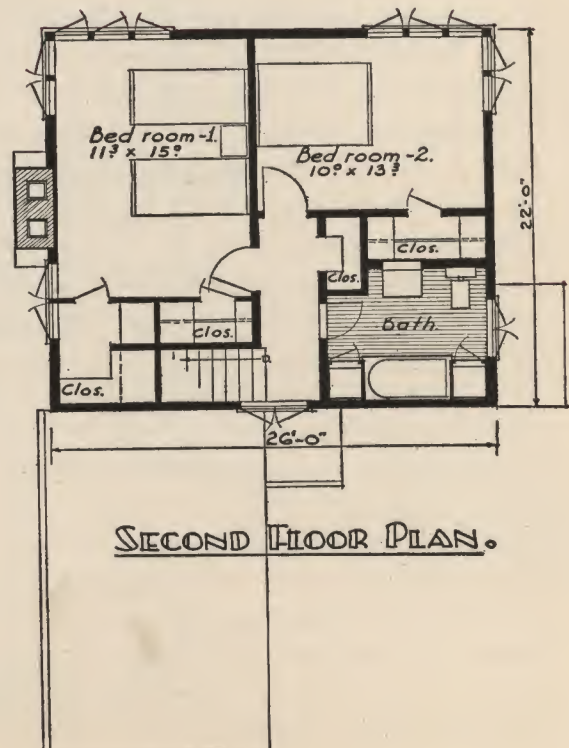 Bed room-1.
11³ x 15⁰
Bed room-2.
10⁰ x 13³
22'-0"
Clos.
Clos.
Clos.
Bath.
Clos.
26'-0"
SECOND FLOOR PLAN.